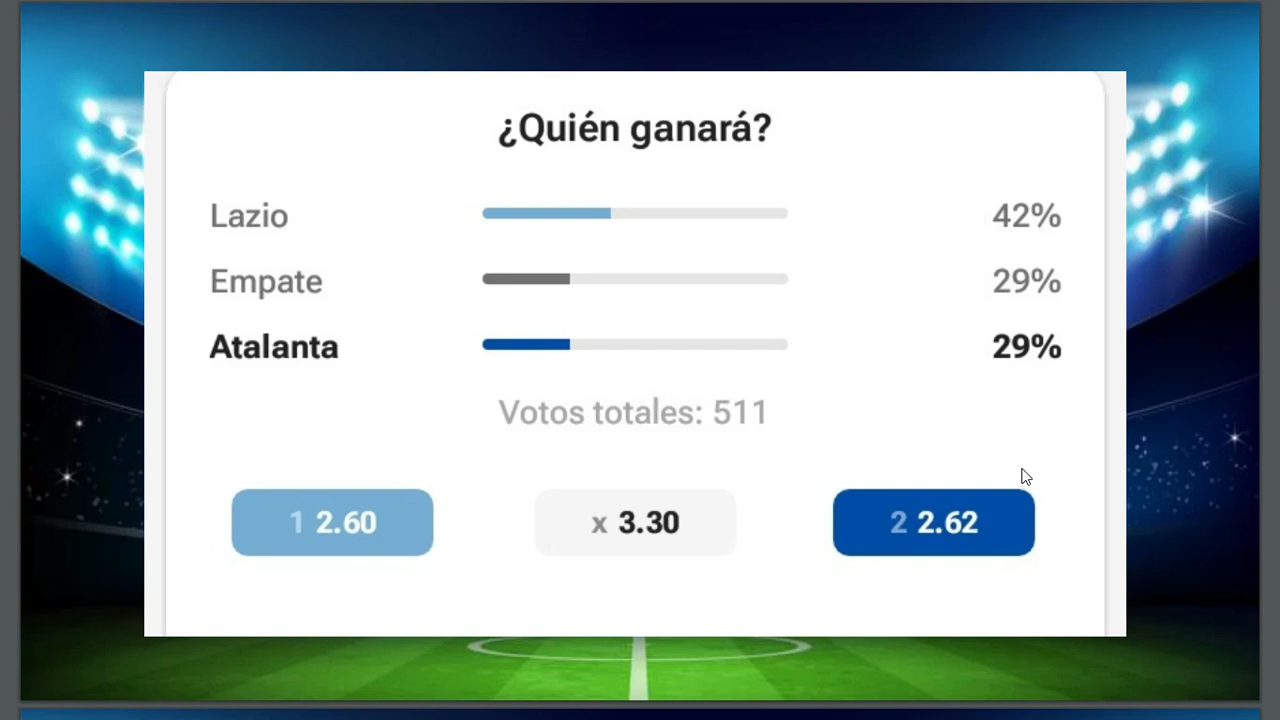 ¿Quién ganará?
Lazio 42%
Empate 29%
Atalanta 29%
Votos totales: 511
1 2.60 x 3.30 2 2.62